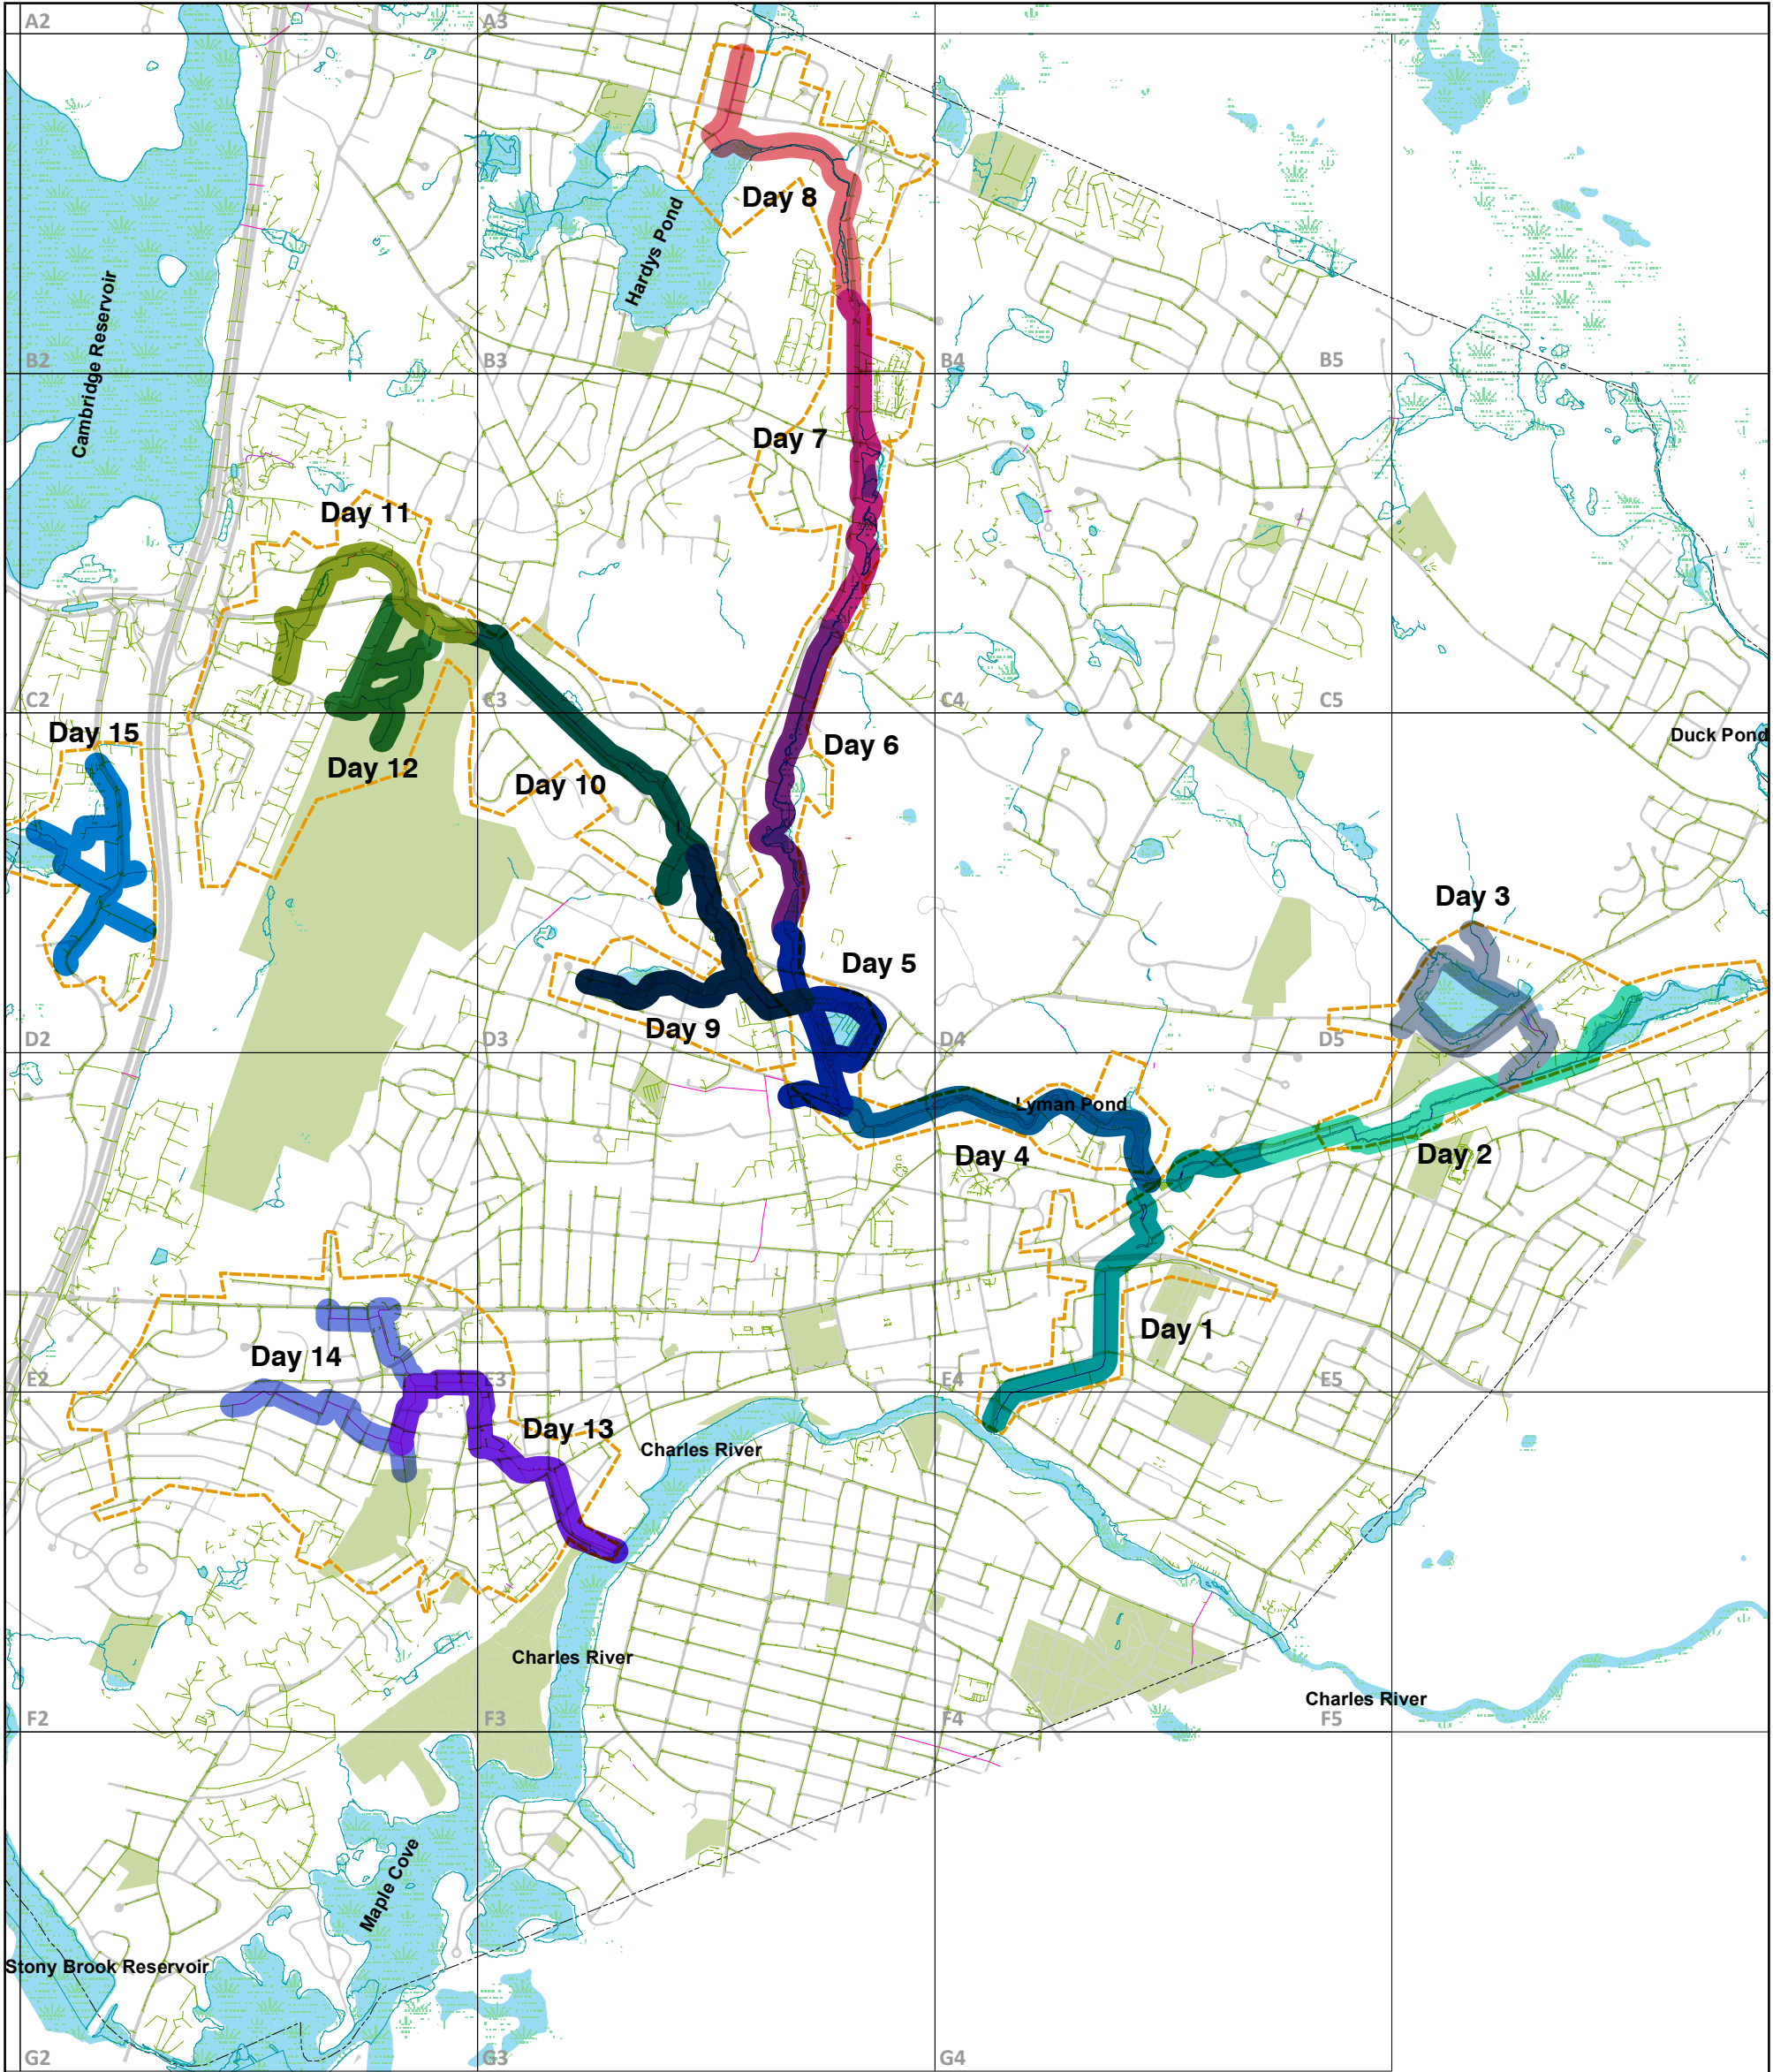 A2
A3
Day 8
Hardys Pond
Cambridge Reservoir
B2
B3
B4
B5
Day 7
Day 11
C2
C3
C4
C5
Day 15
Duck Pond
Day 6
Day 12
Day 10
Day 3
Day 5
Day 9
D2
D3
D4
D5
Lyman Pond
Day 4
Day 2
Day 1
Day 14
E2
E3
E4
E5
Day 13
Charles River
Charles River
Charles River
F2
F3
F4
F5
Maple Cove
Stony Brook Reservoir
G2
G3
G4